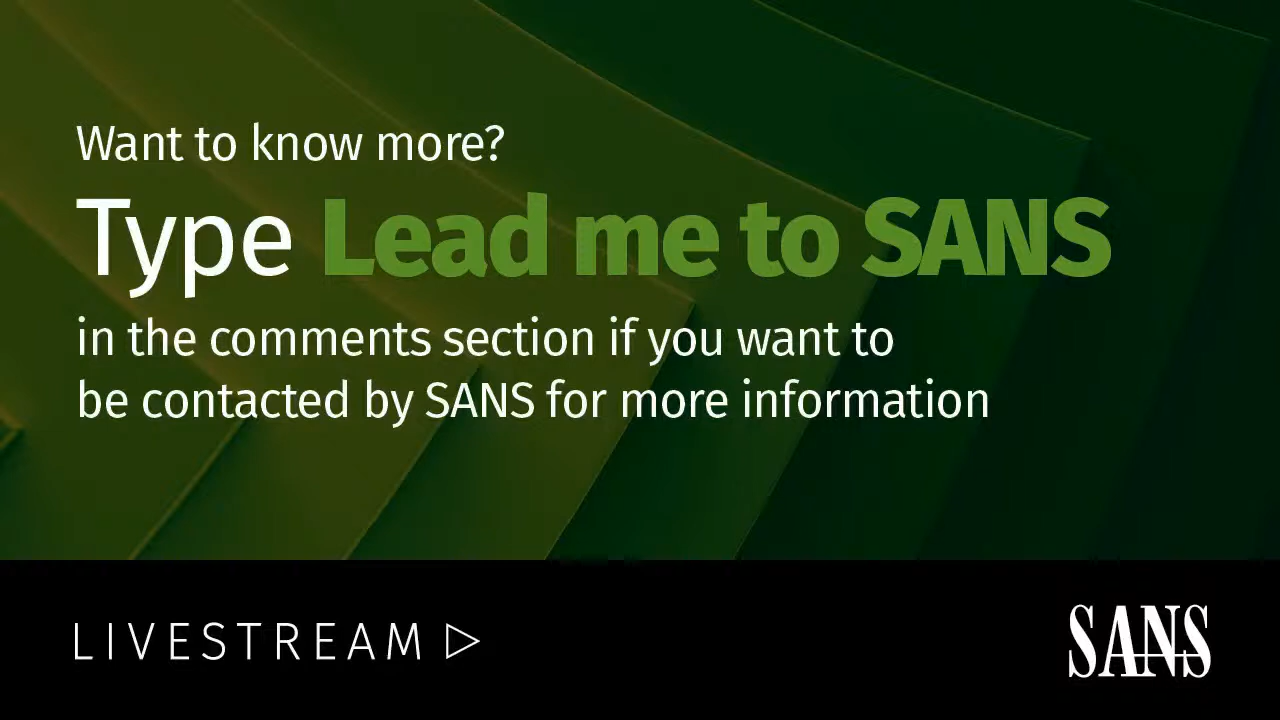 Want to know more?
Type Lead me to SANS
in the comments section if you want to
be contacted by SANS for more information
LIVESTREAM
SANS